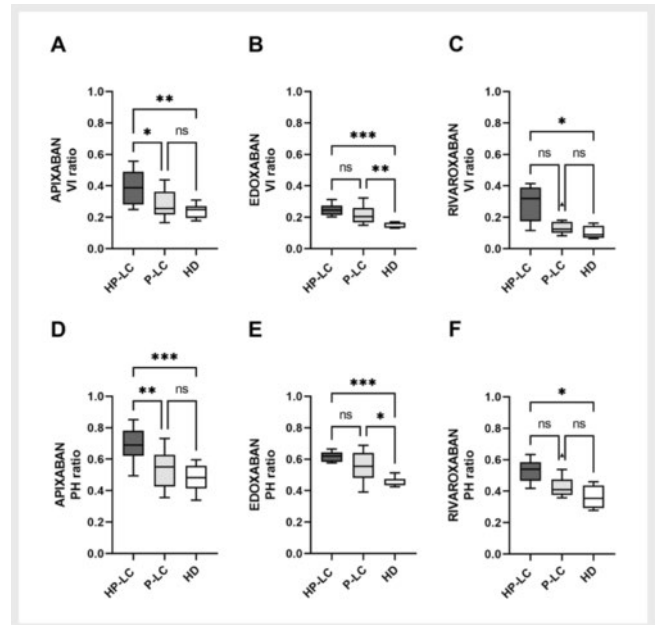 A
B
C
APIXABAN
VI ratio
1.0
0.8
0.6
0.4
0.2
0.0
**
*
ns
HP-LC
P-LC
HD
EDOXABAN
VI ratio
1.0
0.8
0.6
0.4
0.2
0.0
***
ns
**
HP-LC
P-LC
HD
RIVAROXABAN
VI ratio
1.0
0.8
0.6
0.4
0.2
0.0
*
ns
ns
HP-LC
P-LC
HD
D
E
F
APIXABAN
PH ratio
1.0
0.8
0.6
0.4
0.2
0.0
***
**
ns
HP-LC
P-LC
HD
EDOXABAN
PH ratio
1.0
0.8
0.6
0.4
0.2
0.0
***
ns
*
HP-LC
P-LC
HD
RIVAROXABAN
PH ratio
1.0
0.8
0.6
0.4
0.2
0.0
*
ns
ns
HP-LC
P-LC
HD